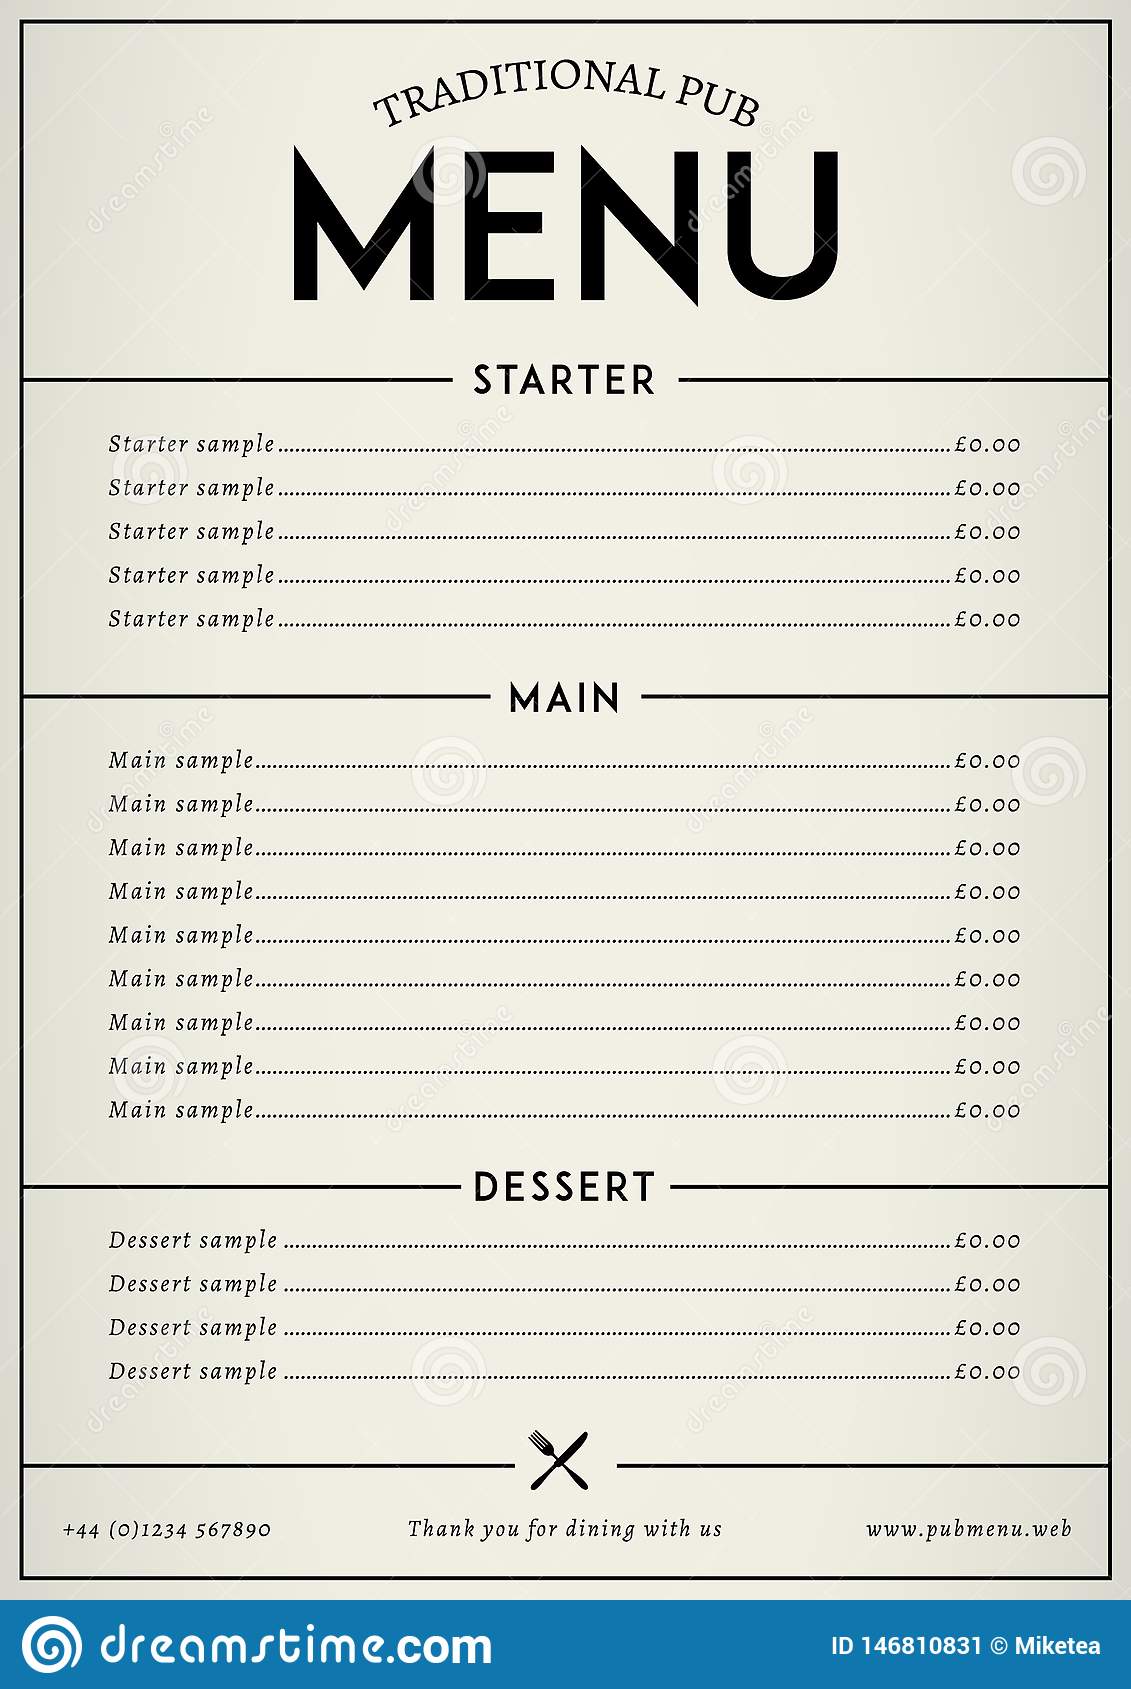 TRADITIONAL PUB
MENU
STARTER
Starter sample £0.00
Starter sample £0.00
Starter sample £0.00
Starter sample £0.00
Starter sample £0.00
MAIN
Main sample £0.00
Main sample £0.00
Main sample £0.00
Main sample £0.00
Main sample £0.00
Main sample £0.00
Main sample £0.00
Main sample £0.00
Main sample £0.00
DESSERT
Dessert sample £0.00
Dessert sample £0.00
Dessert sample £0.00
Dessert sample £0.00
+44 (0)1234 567890 Thank you for dining with us www.pubmenu.web
dreamstime.com ID 146810831 © Miketea